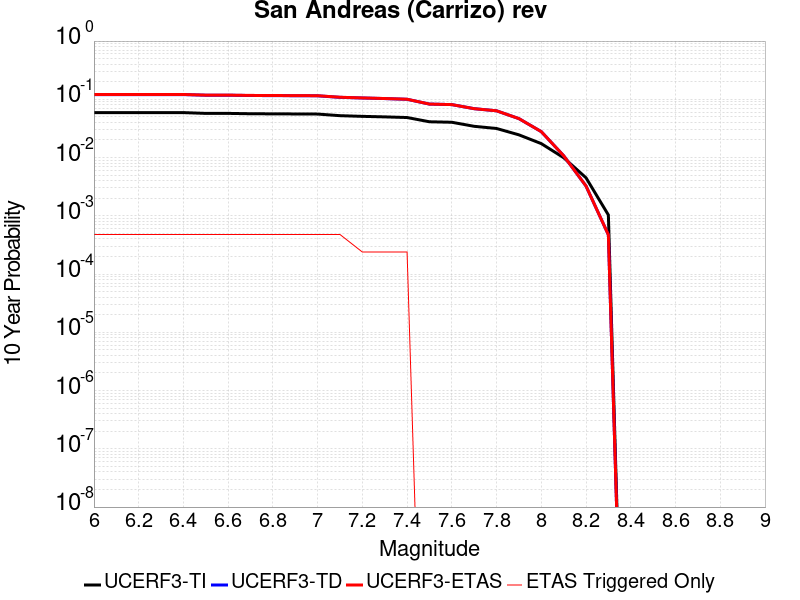 San Andreas (Carrizo) rev
10^0
10^-1
10^-2
10^-3
10^-4
10^-5
10^-6
10^-7
10^-8
10 Year Probability
6 6.2 6.4 6.6 6.8 7 7.2 7.4 7.6 7.8 8 8.2 8.4 8.6 8.8 9
Magnitude
UCERF3-TI UCERF3-TD UCERF3-ETAS ETAS Triggered Only